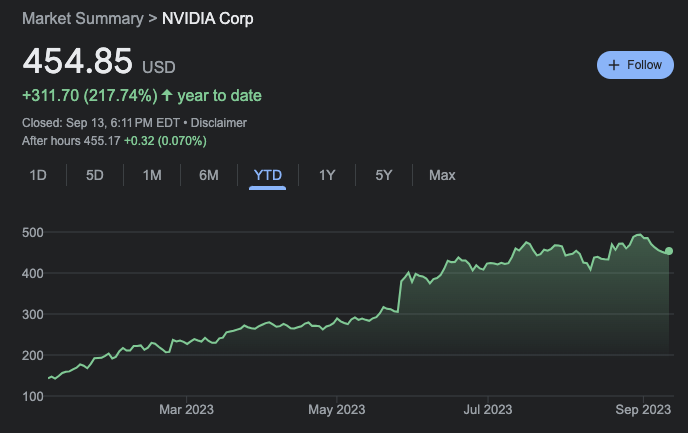 Market Summary > NVIDIA Corp
454.85 USD
+ Follow
+311.70 (217.74%) ↑ year to date
Closed: Sep 13, 6:11 PM EDT • Disclaimer
After hours 455.17 +0.32 (0.070%)
1D 5D 1M 6M YTD 1Y 5Y Max
500
400
300
200
100
Mar 2023 May 2023 Jul 2023 Sep 2023